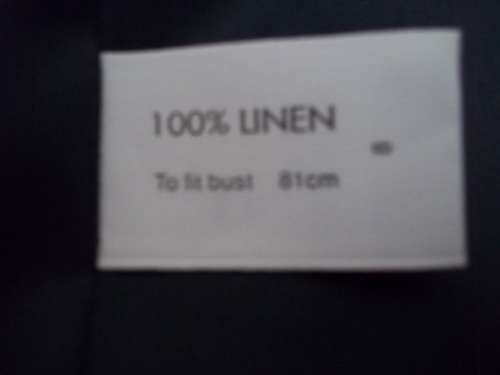 100% LINEN
To fit bust 81cm